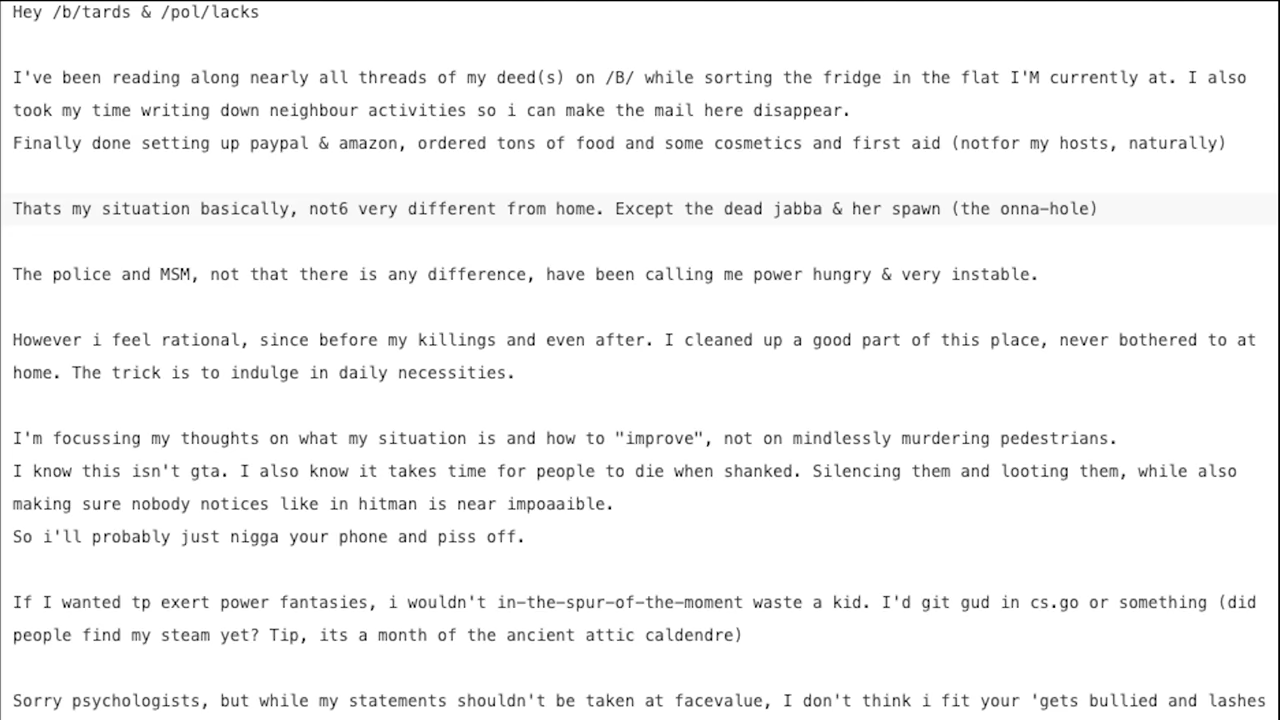 Hey /b/tards & /pol/lacks
I've been reading along nearly all threads of my deed(s) on /B/ while sorting the fridge in the flat I'M currently at. I also
took my time writing down neighbour activities so i can make the mail here disappear.
Finally done setting up paypal & amazon, ordered tons of food and some cosmetics and first aid (notfor my hosts, naturally)
Thats my situation basically, not6 very different from home. Except the dead jabba & her spawn (the onna-hole)
The police and MSM, not that there is any difference, have been calling me power hungry & very instable.
However i feel rational, since before my killings and even after. I cleaned up a good part of this place, never bothered to at
home. The trick is to indulge in daily necessities.
I'm focussing my thoughts on what my situation is and how to "improve", not on mindlessly murdering pedestrians.
I know this isn't gta. I also know it takes time for people to die when shanked. Silencing them and looting them, while also
making sure nobody notices like in hitman is near impoaaible.
So i'll probably just nigga your phone and piss off.
If I wanted tp exert power fantasies, i wouldn't in-the-spur-of-the-moment waste a kid. I'd git gud in cs.go or something (did
people find my steam yet? Tip, its a month of the ancient attic caldendre)
Sorry psychologists, but while my statements shouldn't be taken at facevalue, I don't think i fit your 'gets bullied and lashes